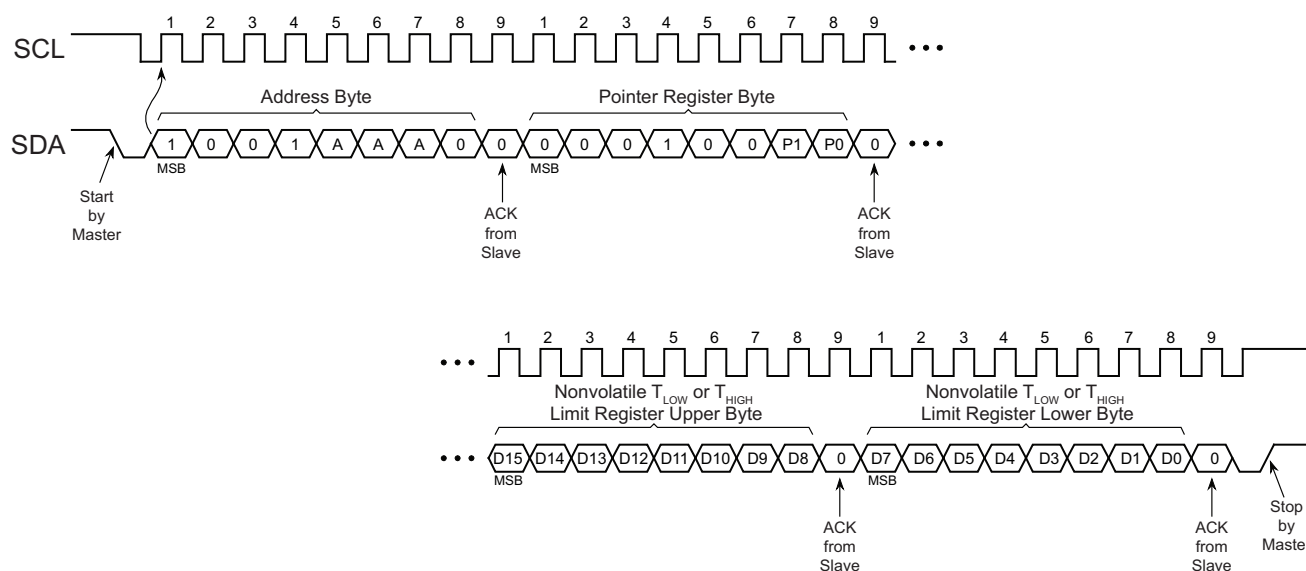 1 2 3 4 5 6 7 8 9 1 2 3 4 5 6 7 8 9
SCL
Address Byte Pointer Register Byte
SDA 1 0 0 1 A A A 0 0 0 0 0 1 0 0 P1 P0 0
MSB MSB
Start
by
Master
ACK
from
Slave
ACK
from
Slave
1 2 3 4 5 6 7 8 9 1 2 3 4 5 6 7 8 9
Nonvolatile TLOW or THIGH
Limit Register Upper Byte
Nonvolatile TLOW or THIGH
Limit Register Lower Byte
D15 D14 D13 D12 D11 D10 D9 D8 0 D7 D6 D5 D4 D3 D2 D1 D0 0
MSB MSB
ACK
from
Slave
ACK
from
Slave
Stop
by
Maste